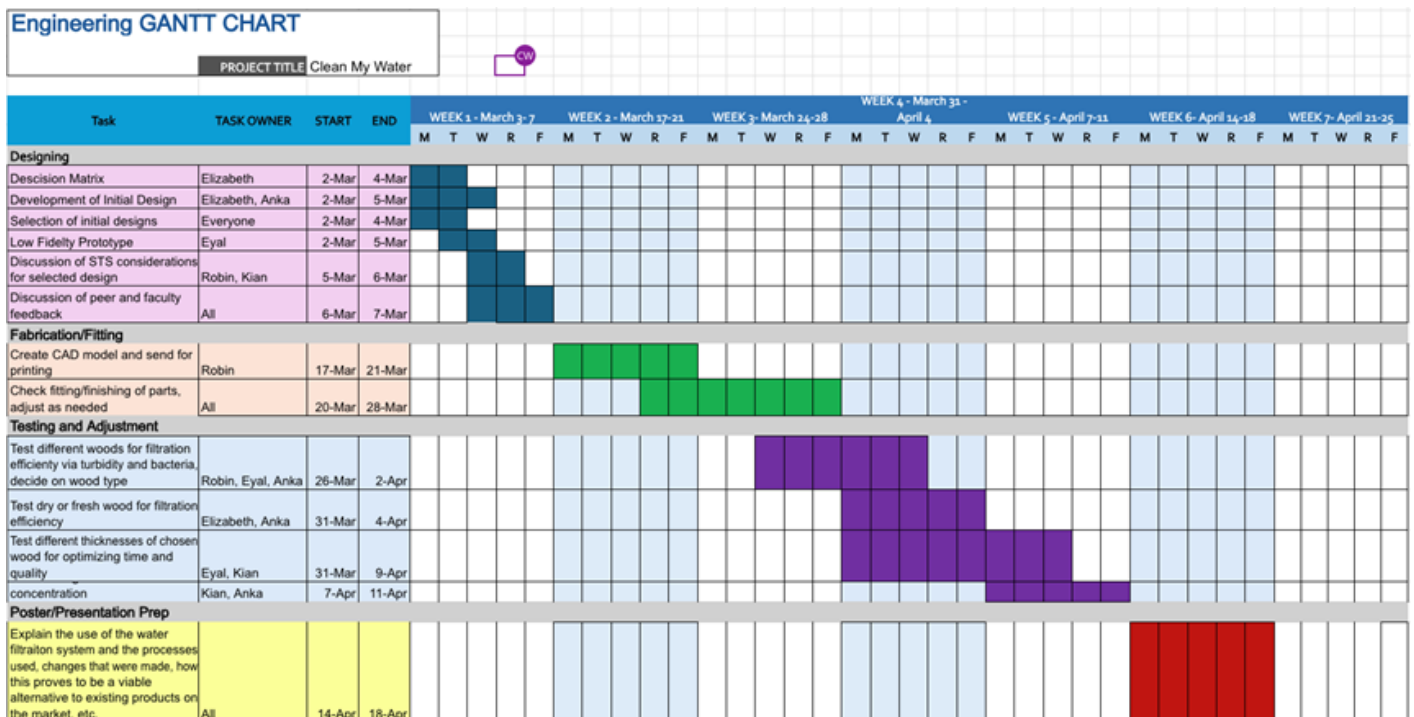 Engineering GANTT CHART
PROJECT TITLE Clean My Water
CW
WEEK 4 - March 31 -
Task TASK OWNER START END WEEK 1 - March 3- 7 WEEK 2 - March 17-21 WEEK 3- March 24-28 April 4 WEEK 5 - April 7-11 WEEK 6- April 14-18 WEEK 7- April 21-25
M T W R F M T W R F M T W R F M T W R F M T W R F M T W R F M T W R F
Designing
Descision Matrix Elizabeth 2-Mar 4-Mar
Development of Initial Design Elizabeth, Anka 2-Mar 5-Mar
Selection of initial designs Everyone 2-Mar 4-Mar
Low Fidelty Prototype Eyal 2-Mar 5-Mar
Discussion of STS considerations
for selected design Robin, Kian 5-Mar 6-Mar
Discussion of peer and faculty
feedback All 6-Mar 7-Mar
Fabrication/Fitting
Create CAD model and send for
printing Robin 17-Mar 21-Mar
Check fitting/finishing of parts,
adjust as needed All 20-Mar 28-Mar
Testing and Adjustment
Test different woods for filtration
efficienty via turbidity and bacteria,
decide on wood type Robin, Eyal, Anka 26-Mar 2-Apr
Test dry or fresh wood for filtration
efficiency Elizabeth, Anka 31-Mar 4-Apr
Test different thicknesses of chosen
wood for optimizing time and
quality Eyal, Kian 31-Mar 9-Apr
concentration Kian, Anka 7-Apr 11-Apr
Poster/Presentation Prep
Explain the use of the water
filtraiton system and the processes
used, changes that were made, how
this proves to be a viable
alternative to existing products on
the market, etc. All 14-Apr 18-Apr